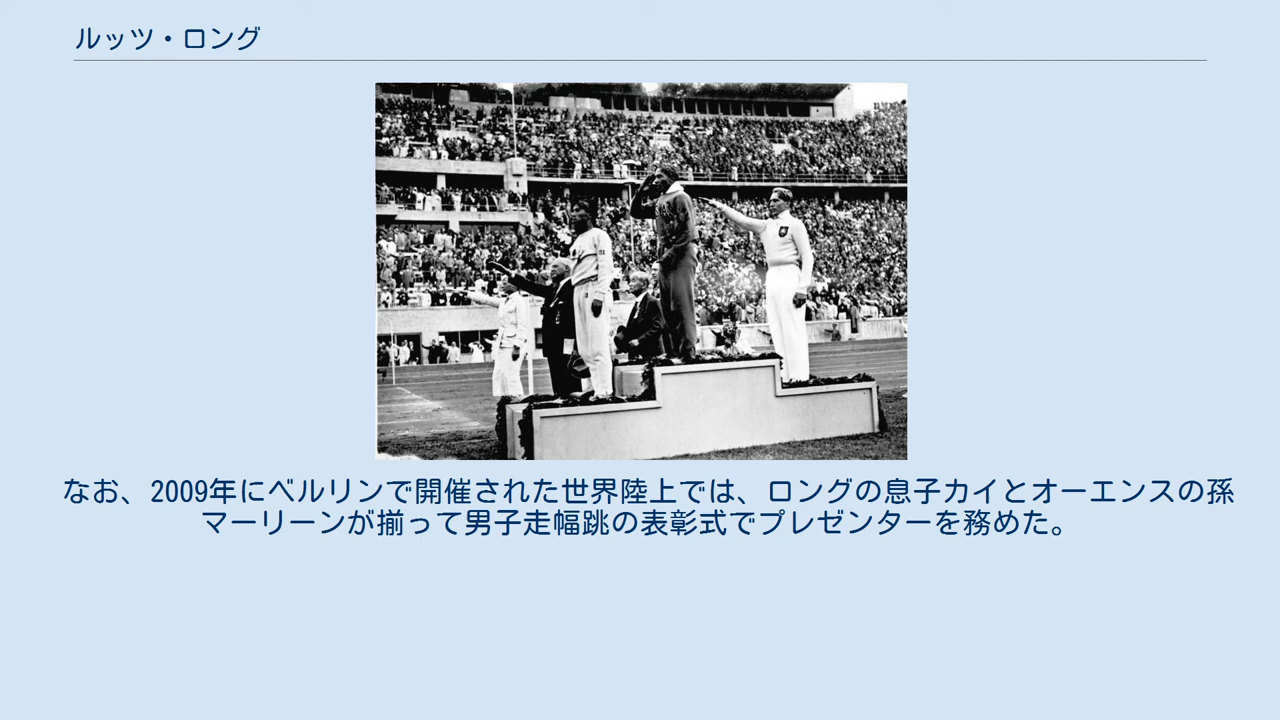 ルッツ・ロング
なお、2009年にベルリンで開催された世界陸上では、ロングの息子カイとオーエンスの孫
マーリーンが揃って男子走幅跳の表彰式でプレゼンターを務めた。